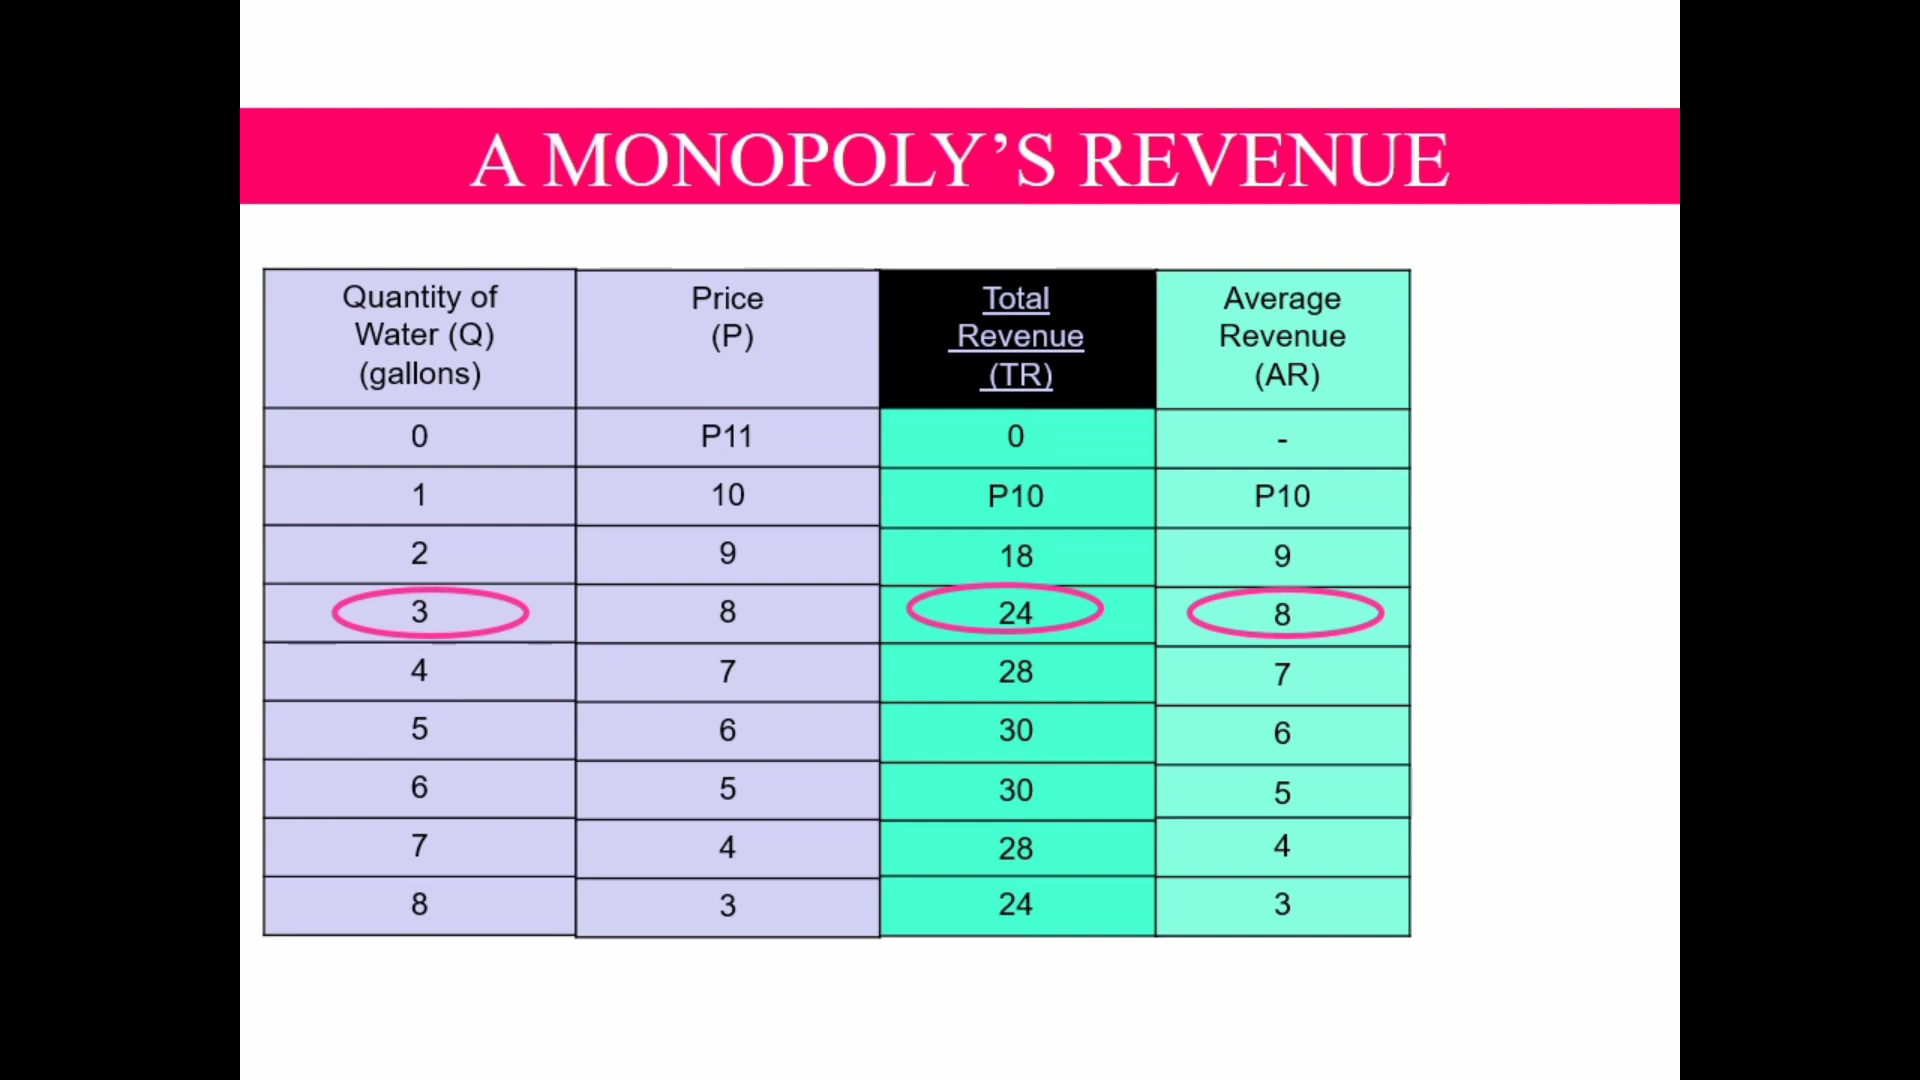 A MONOPOLY’S REVENUE
Quantity of Water (Q) (gallons) Price (P) Total Revenue (TR) Average Revenue (AR)
0 P11 0 -
1 10 P10 P10
2 9 18 9
3 8 24 8
4 7 28 7
5 6 30 6
6 5 30 5
7 4 28 4
8 3 24 3